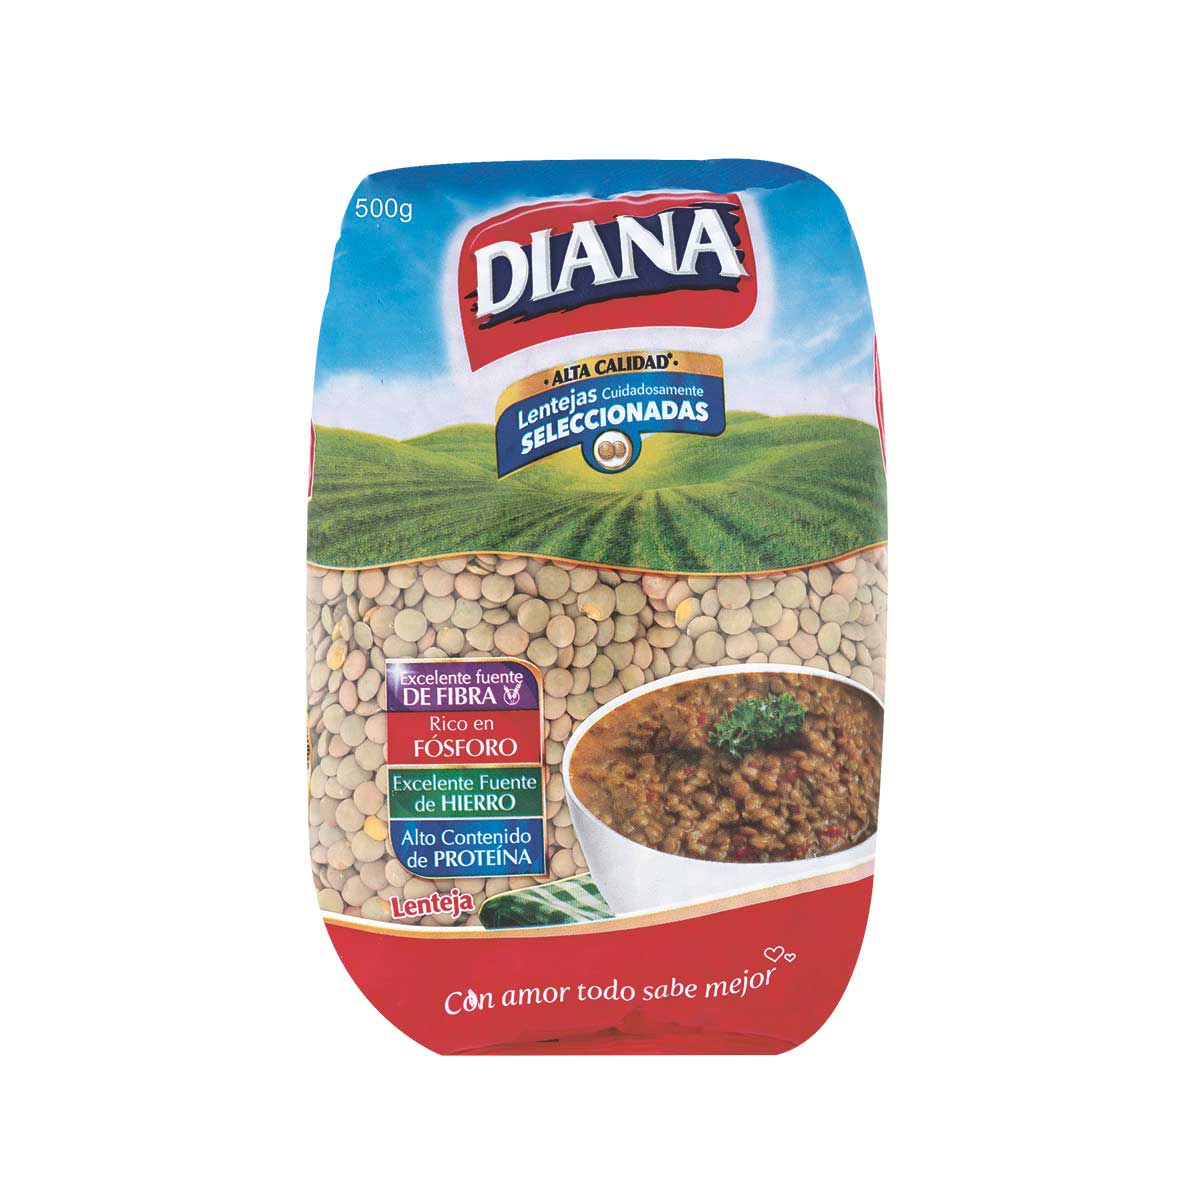 500g
DIANA
ALTA CALIDAD
Lentejas Cuidadosamente
SELECCIONADAS
Excelente fuente
DE FIBRA
Rico en
FÓSFORO
Excelente Fuente
de HIERRO
Alto Contenido
de PROTEÍNA
Lenteja
Con amor todo sabe mejor